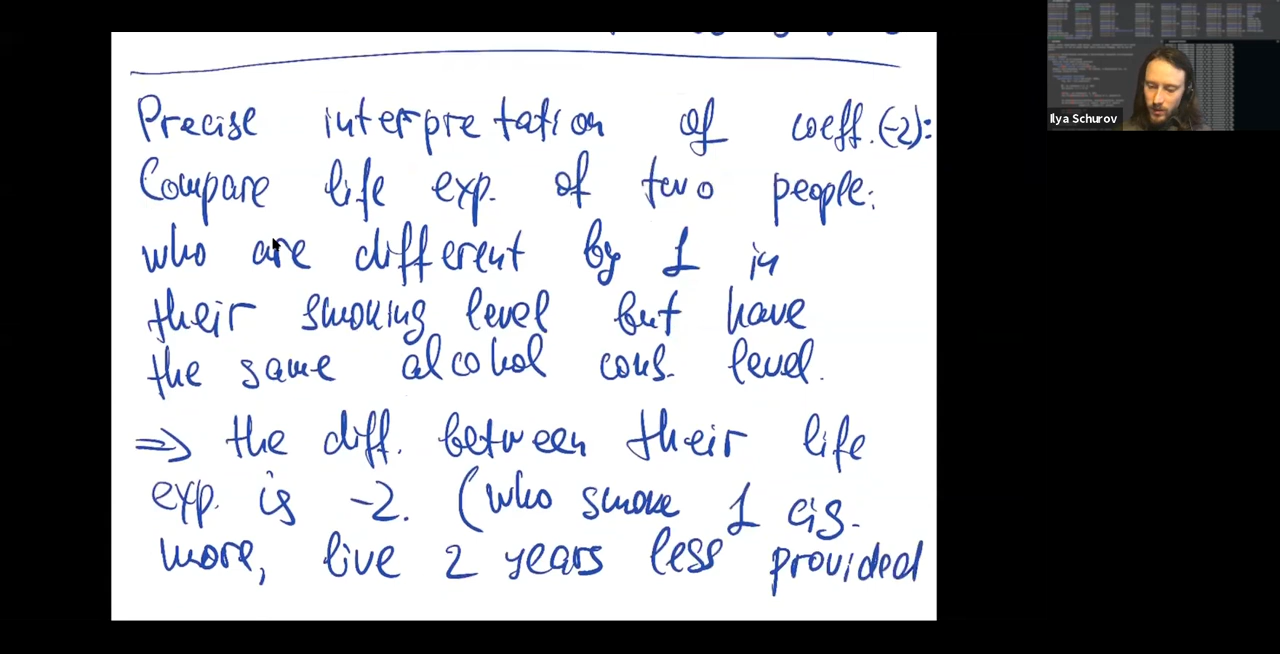 Precise interpretation of coeff.(-2):
Compare life exp. of two people:
who are different by 1 in
their smoking level but have
the same alcohol cons. level.
⇒ the diff. between their life
exp. is -2. (who smoke 1 cig.
more, live 2 years less provided
Ilya Schurov